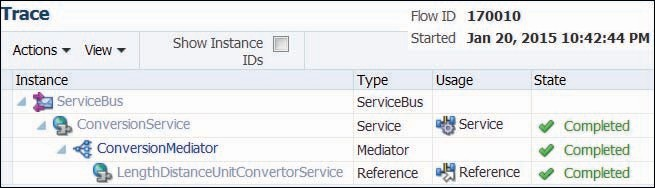 Trace
Flow ID 170010
Started Jan 20, 2015 10:42:44 PM
Actions View Show Instance IDs
Instance Type Usage State
ServiceBus ServiceBus
ConversionService Service Service Completed
ConversionMediator Mediator Completed
LengthDistanceUnitConvertorService Reference Reference Completed